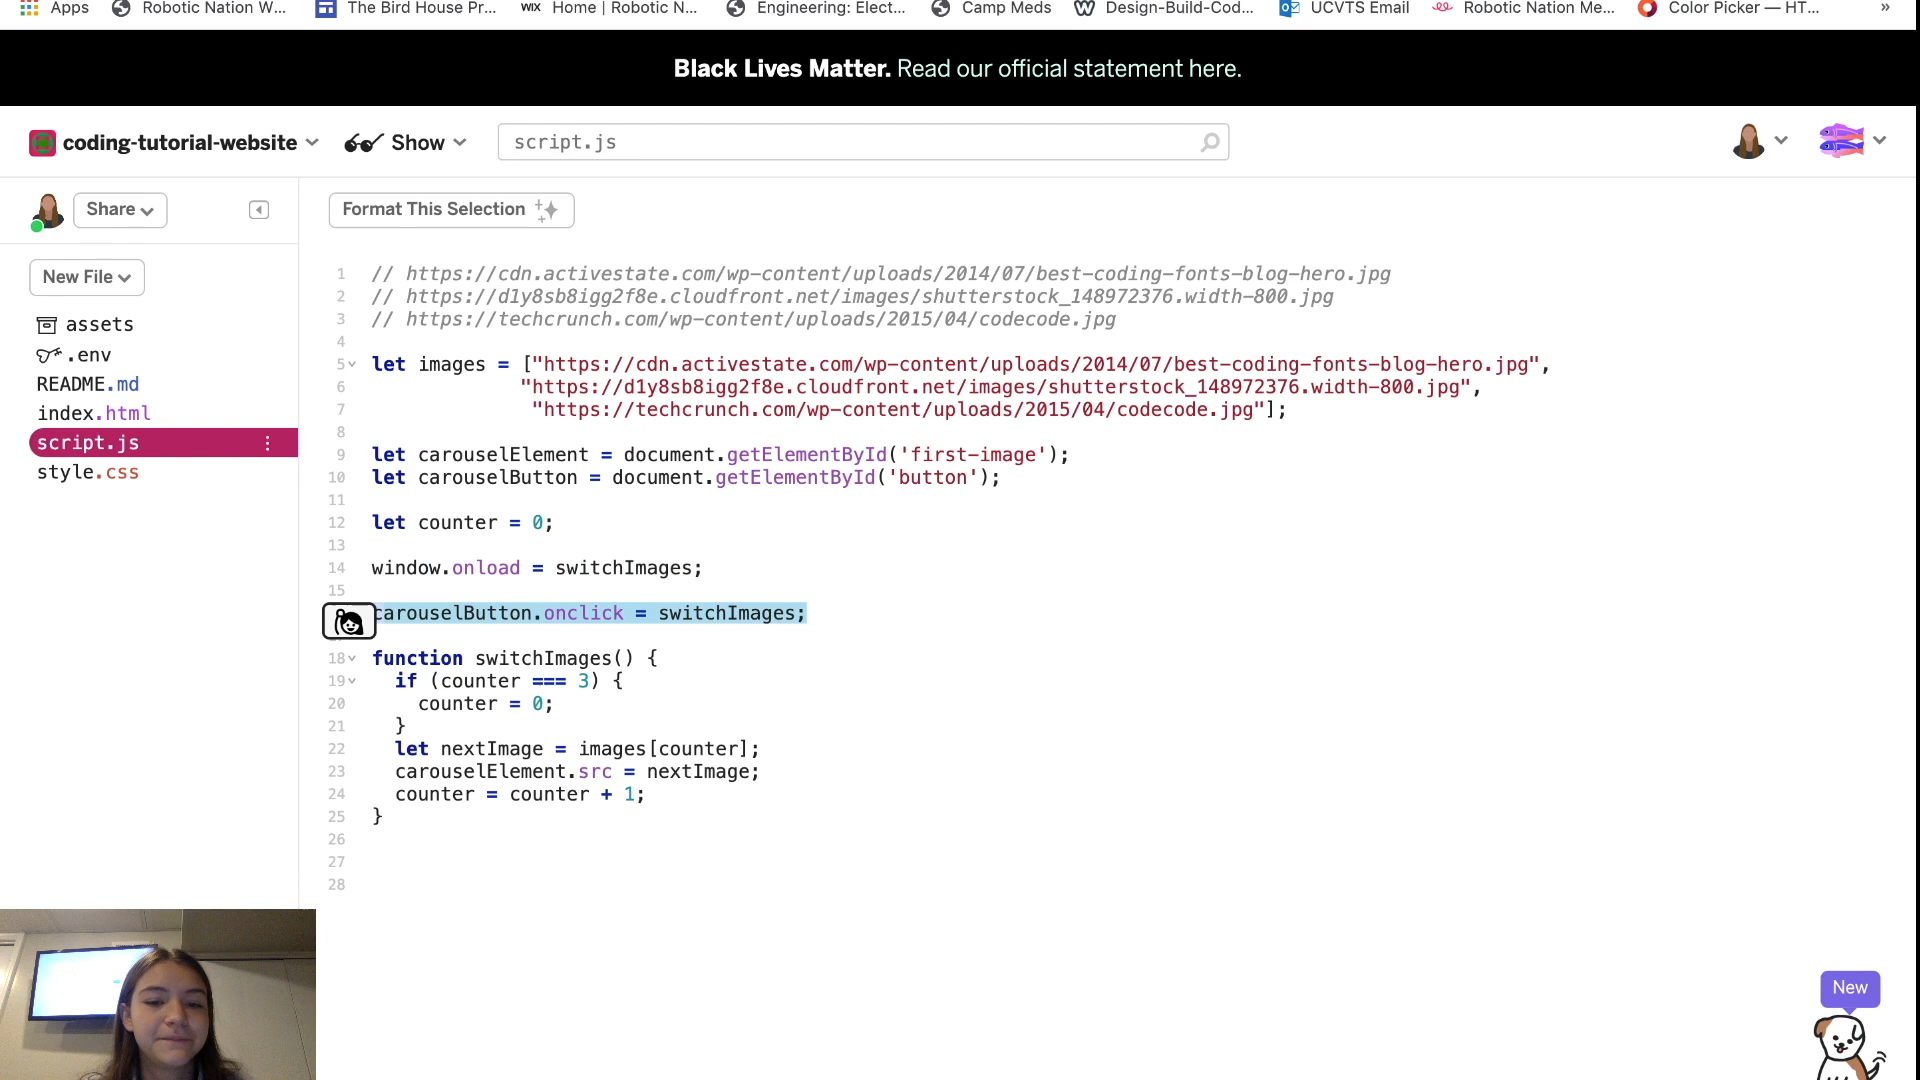 Apps Robotic Nation W... The Bird House Pr... WIX Home | Robotic N... Engineering: Elect... Camp Meds Design-Build-Cod... UCVTS Email Robotic Nation Me... Color Picker — HT... »
Black Lives Matter. Read our official statement here.
coding-tutorial-website Show script.js
Share
Format This Selection
New File
assets
.env
README.md
index.html
script.js
style.css
1 // https://cdn.activestate.com/wp-content/uploads/2014/07/best-coding-fonts-blog-hero.jpg
2 // https://d1y8sb8igg2f8e.cloudfront.net/images/shutterstock_148972376.width-800.jpg
3 // https://techcrunch.com/wp-content/uploads/2015/04/codecode.jpg
4
5 let images = ["https://cdn.activestate.com/wp-content/uploads/2014/07/best-coding-fonts-blog-hero.jpg",
6 "https://d1y8sb8igg2f8e.cloudfront.net/images/shutterstock_148972376.width-800.jpg",
7 "https://techcrunch.com/wp-content/uploads/2015/04/codecode.jpg"];
8
9 let carouselElement = document.getElementById('first-image');
10 let carouselButton = document.getElementById('button');
11
12 let counter = 0;
13
14 window.onload = switchImages;
15
carouselButton.onclick = switchImages;
18 function switchImages() {
19 if (counter === 3) {
20 counter = 0;
21 }
22 let nextImage = images[counter];
23 carouselElement.src = nextImage;
24 counter = counter + 1;
25 }
26
27
28
New